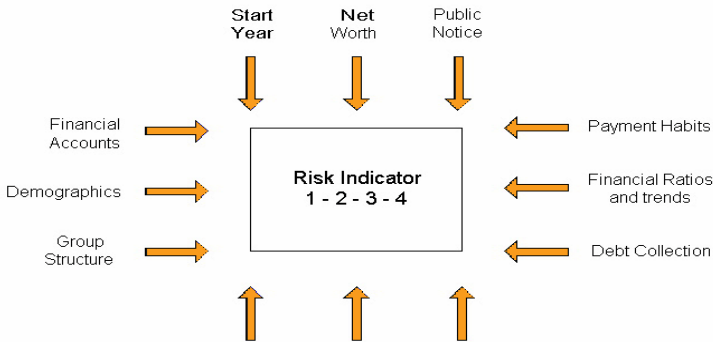 Start
Year
Net
Worth
Public
Notice
Financial
Accounts
Demographics
Group
Structure
Risk Indicator
1 - 2 - 3 - 4
Payment Habits
Financial Ratios
and trends
Debt Collection